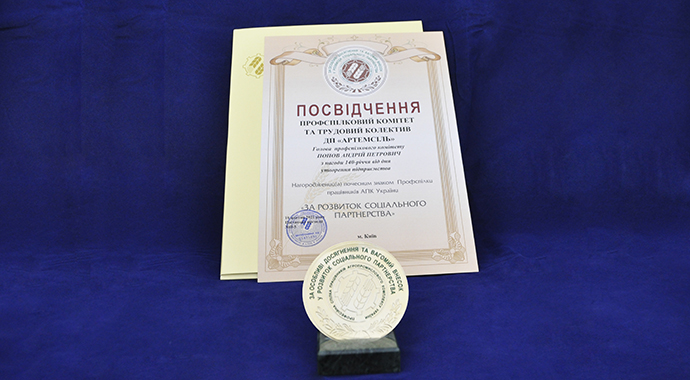 ПОСВІДЧЕННЯ
ПРОФСПІЛКОВИЙ КОМІТЕТ
ТА ТРУДОВИЙ КОЛЕКТИВ
ДП «АРТЕМСІЛЬ»
Голова профспілкового комітету
ПОПОВ АНДРІЙ ПЕТРОВИЧ
з нагоди 140-річчя від дня
утворення підприємства
почесним знаком Профспілки
працівників АПК України
«ЗА РОЗВИТОК СОЦІАЛЬНОГО
ПАРТНЕРСТВА»
м. Київ
ЗА ОСОБЛИВІ ДОСЯГНЕННЯ ТА ВАГОМИЙ ВНЕСОК
У РОЗВИТОК СОЦІАЛЬНОГО ПАРТНЕРСТВА